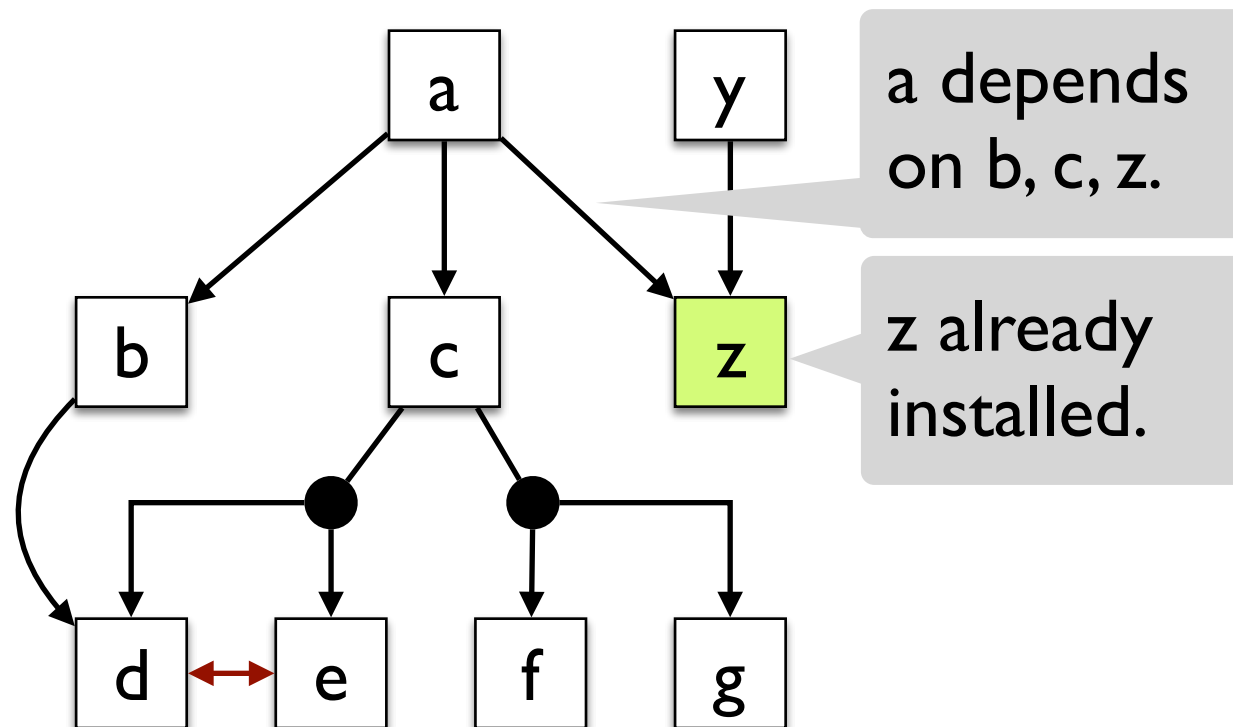 a
y
a depends
on b, c, z.
b
c
z
z already
installed.
d
e
f
g